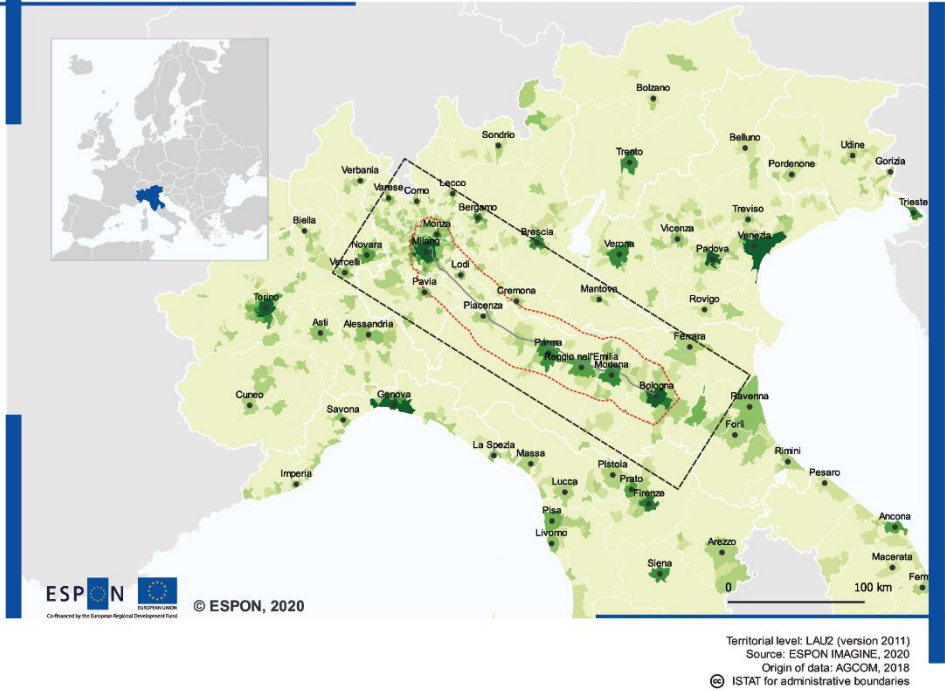 Bolzano
Sondrio
Belluno
Trento
Udine
Pordenone
Gorizia
Verbania
Varese
Como
Lecco
Bergamo
Trieste
Treviso
Biella
Monza
Brescia
Vicenza
Venezia
Novara
Milano
Verona
Padova
Vercelli
Lodi
Pavia
Cremona
Mantova
Rovigo
Torino
Piacenza
Asti
Alessandria
Ferrara
Parma
Reggio nell'Emilia
Modena
Cuneo
Genova
Bologna
Ravenna
Savona
Forlì
La Spezia
Massa
Pistoia
Rimini
Imperia
Lucca
Prato
Pesaro
Firenze
Pisa
Livorno
Ancona
Arezzo
Siena
Macerata
Ferm
0
100 km
ESPON
EUROPEAN UNION
Co-financed by the European Regional Development Fund
© ESPON, 2020
Territorial level: LAU2 (version 2011)
Source: ESPON IMAGINE, 2020
Origin of data: AGCOM, 2018
ISTAT for administrative boundaries